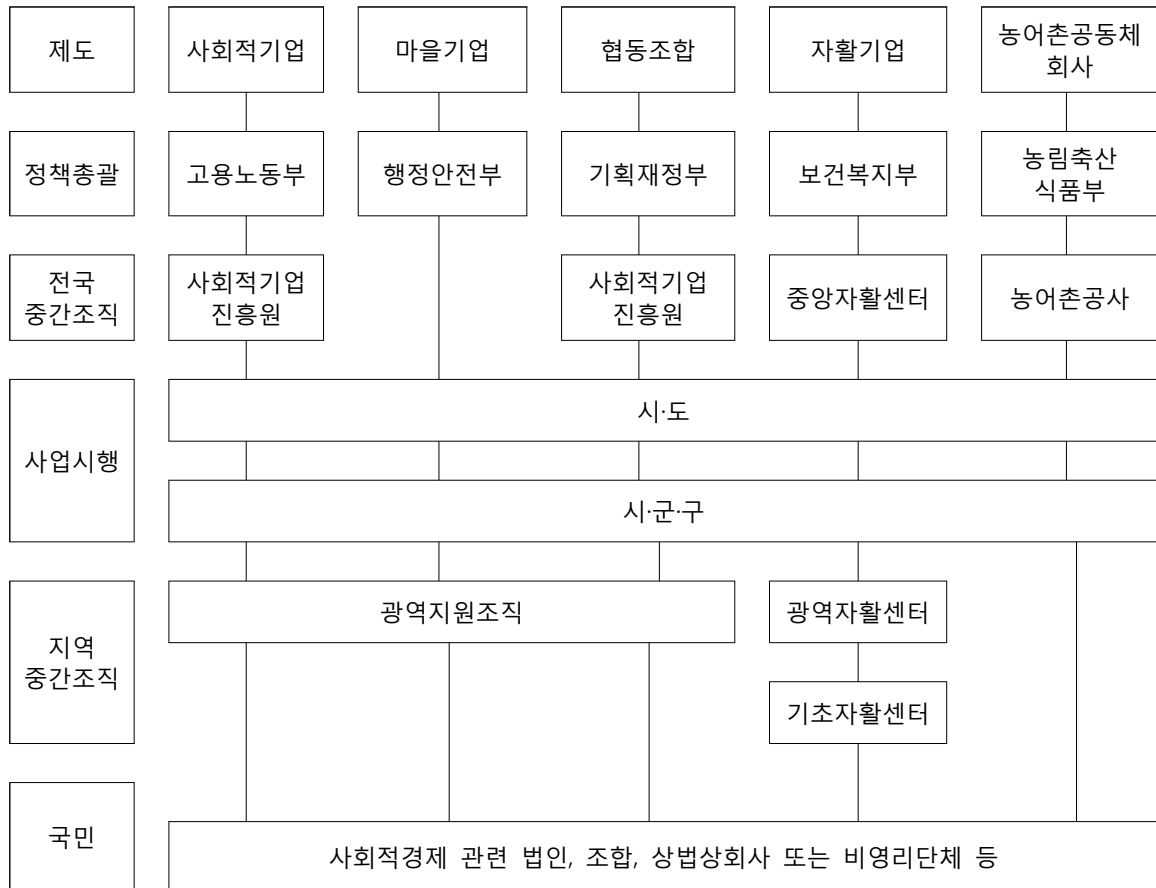 제도
사회적기업
마을기업
협동조합
자활기업
농어촌공동체
회사
정책총괄
고용노동부
행정안전부
기획재정부
보건복지부
농림축산
식품부
전국
중간조직
사회적기업
진흥원
사회적기업
진흥원
중앙자활센터
농어촌공사
사업시행
시·도
시·군·구
지역
중간조직
광역지원조직
광역자활센터
기초자활센터
국민
사회적경제 관련 법인, 조합, 상법상회사 또는 비영리단체 등